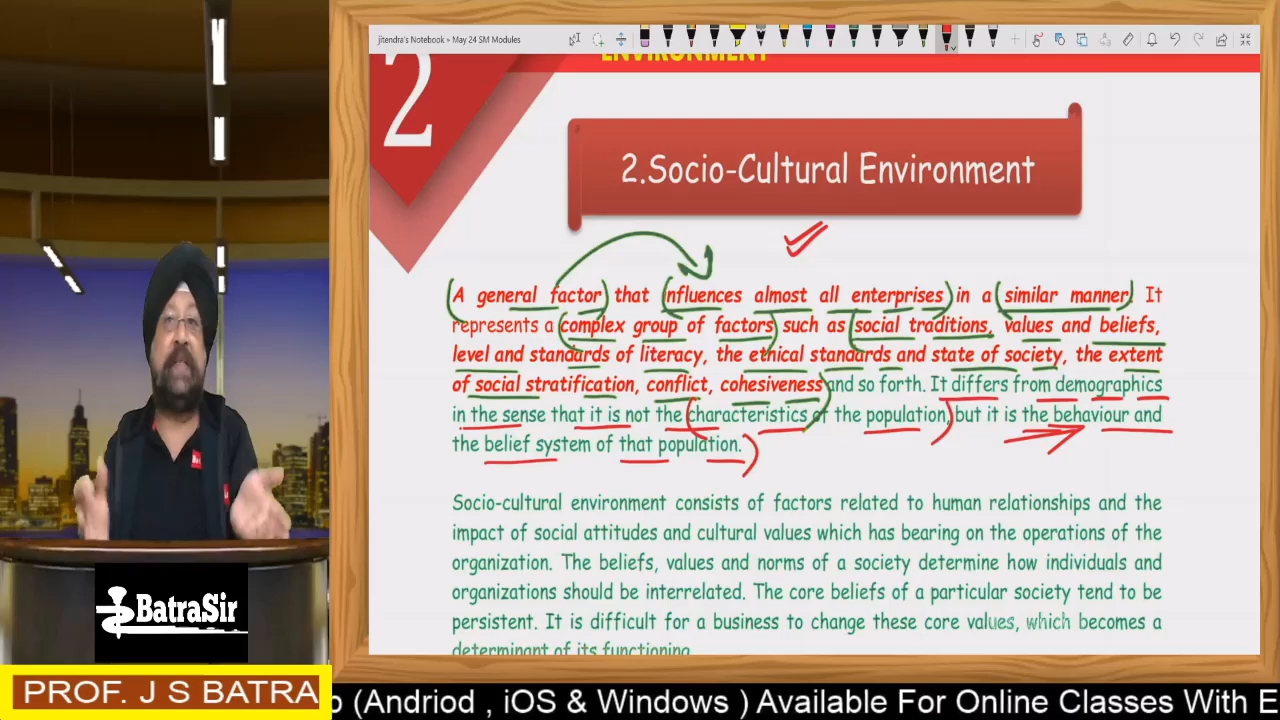 jitendra's Notebook » May 24 SM Modules
ENVIRONMENT
2
2.Socio-Cultural Environment
A general factor that influences almost all enterprises in a similar manner. It
represents a complex group of factors such as social traditions, values and beliefs,
level and standards of literacy, the ethical standards and state of society, the extent
of social stratification, conflict, cohesiveness and so forth. It differs from demographics
in the sense that it is not the characteristics of the population, but it is the behaviour and
the belief system of that population.
Socio-cultural environment consists of factors related to human relationships and the
impact of social attitudes and cultural values which has bearing on the operations of the
organization. The beliefs, values and norms of a society determine how individuals and
organizations should be interrelated. The core beliefs of a particular society tend to be
persistent. It is difficult for a business to change these core values, which becomes a
determinant of its functioning.
BatraSir
PROF. J S BATRA
(Andriod , iOS & Windows ) Available For Online Classes With